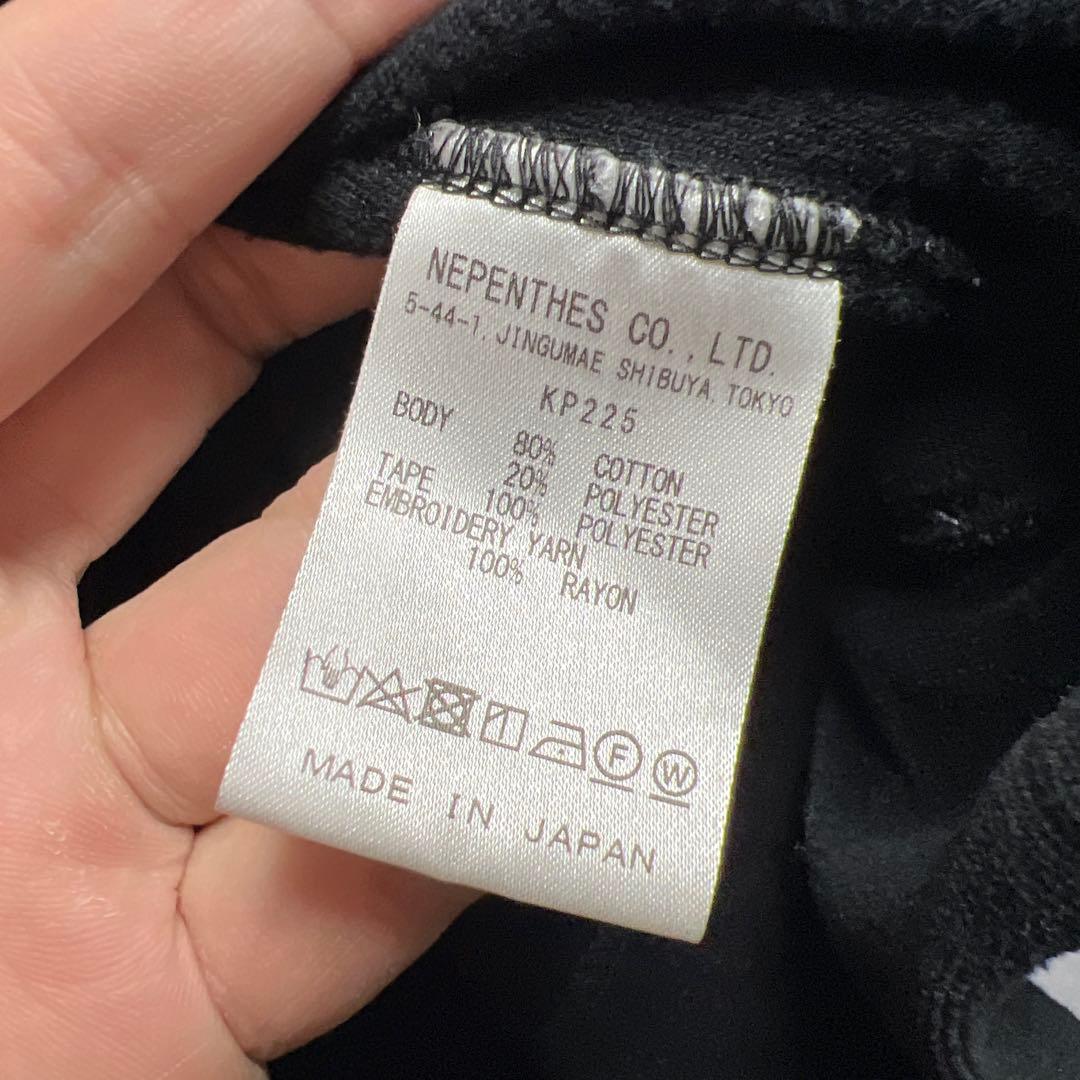 NEPENTHES CO., LTD.
5-44-1, JINGUMAE SHIBUYA, TOKYO
KP225
BODY 80% COTTON
20% POLYESTER
TAPE 100% POLYESTER
EMBROIDERY YARN
100% RAYON
F W
MADE IN JAPAN